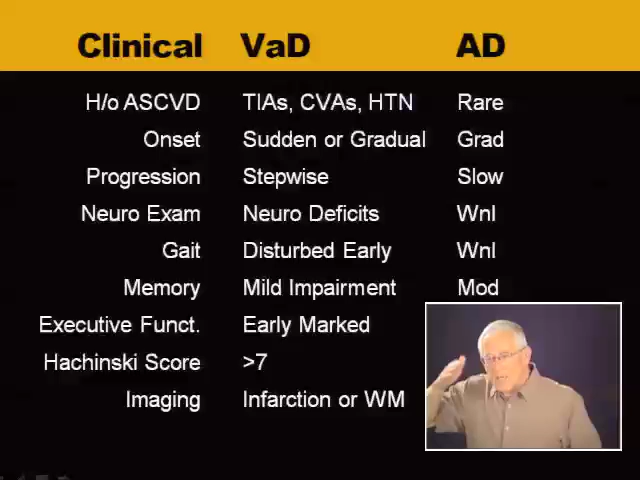 Clinical VaD AD
H/o ASCVD TIAs, CVAs, HTN Rare
Onset Sudden or Gradual Grad
Progression Stepwise Slow
Neuro Exam Neuro Deficits Wnl
Gait Disturbed Early Wnl
Memory Mild Impairment Mod
Executive Funct. Early Marked
Hachinski Score >7
Imaging Infarction or WM